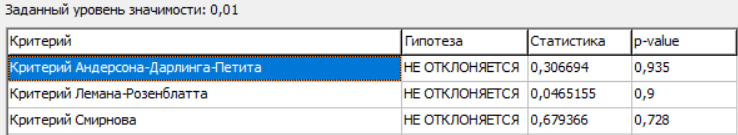 Заданный уровень значимости: 0,01
Критерий Гипотеза Статистика p-value
Критерий Андерсона-Дарлинга-Петита НЕ ОТКЛОНЯЕТСЯ 0,306694 0,935
Критерий Лемана-Розенблатта НЕ ОТКЛОНЯЕТСЯ 0,0465155 0,9
Критерий Смирнова НЕ ОТКЛОНЯЕТСЯ 0,679366 0,728